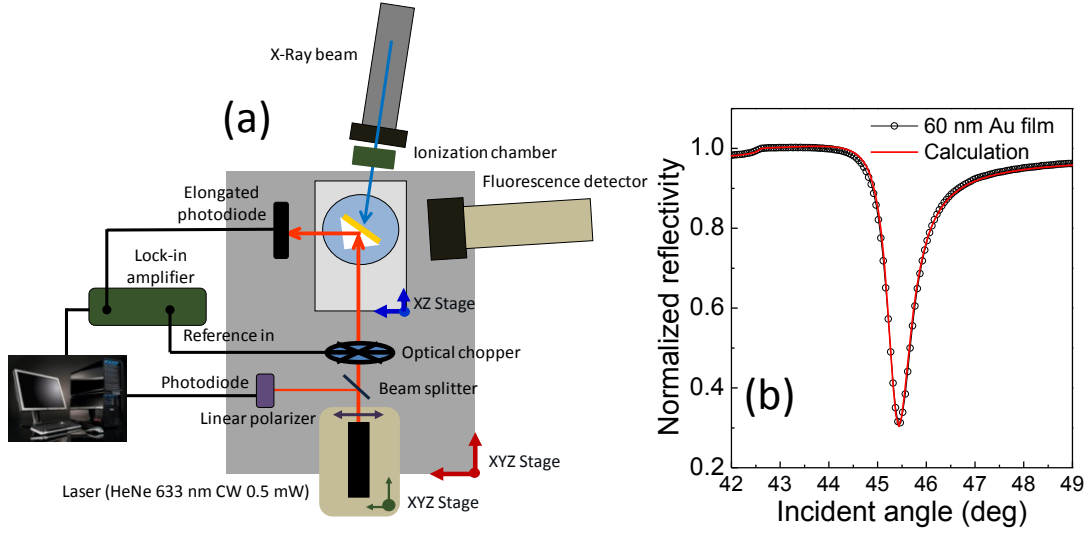 X-Ray beam
(a)
Ionization chamber
Elongated
photodiode
Fluorescence detector
Lock-in
amplifier
XZ Stage
Reference in
Optical chopper
Photodiode
Beam splitter
Linear polarizer
XYZ Stage
Laser (HeNe 633 nm CW 0.5 mW)
XYZ Stage
60 nm Au film
Calculation
Normalized reflectivity
1.0
0.8
0.6
0.4
0.2
(b)
42 43 44 45 46 47 48 49
Incident angle (deg)